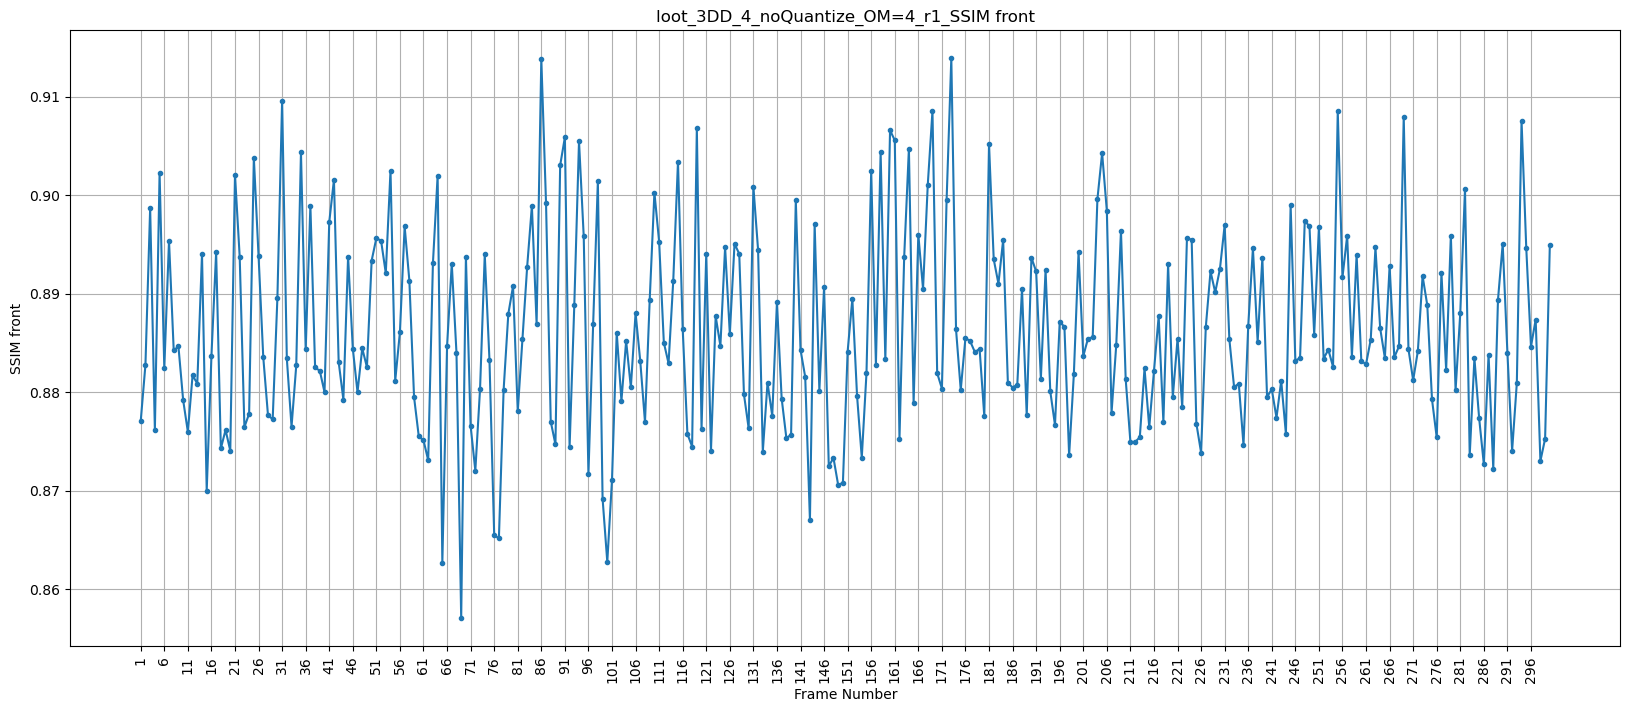 loot_3DD_4_noQuantize_OM=4_r1_SSIM front
0.91
0.90
0.89
0.88
0.87
0.86
SSIM front
1 6 11 16 21 26 31 36 41 46 51 56 61 66 71 76 81 86 91 96 101 106 111 116 121 126 131 136 141 146 151 156 161 166 171 176 181 186 191 196 201 206 211 216 221 226 231 236 241 246 251 256 261 266 271 276 281 286 291 296
Frame Number